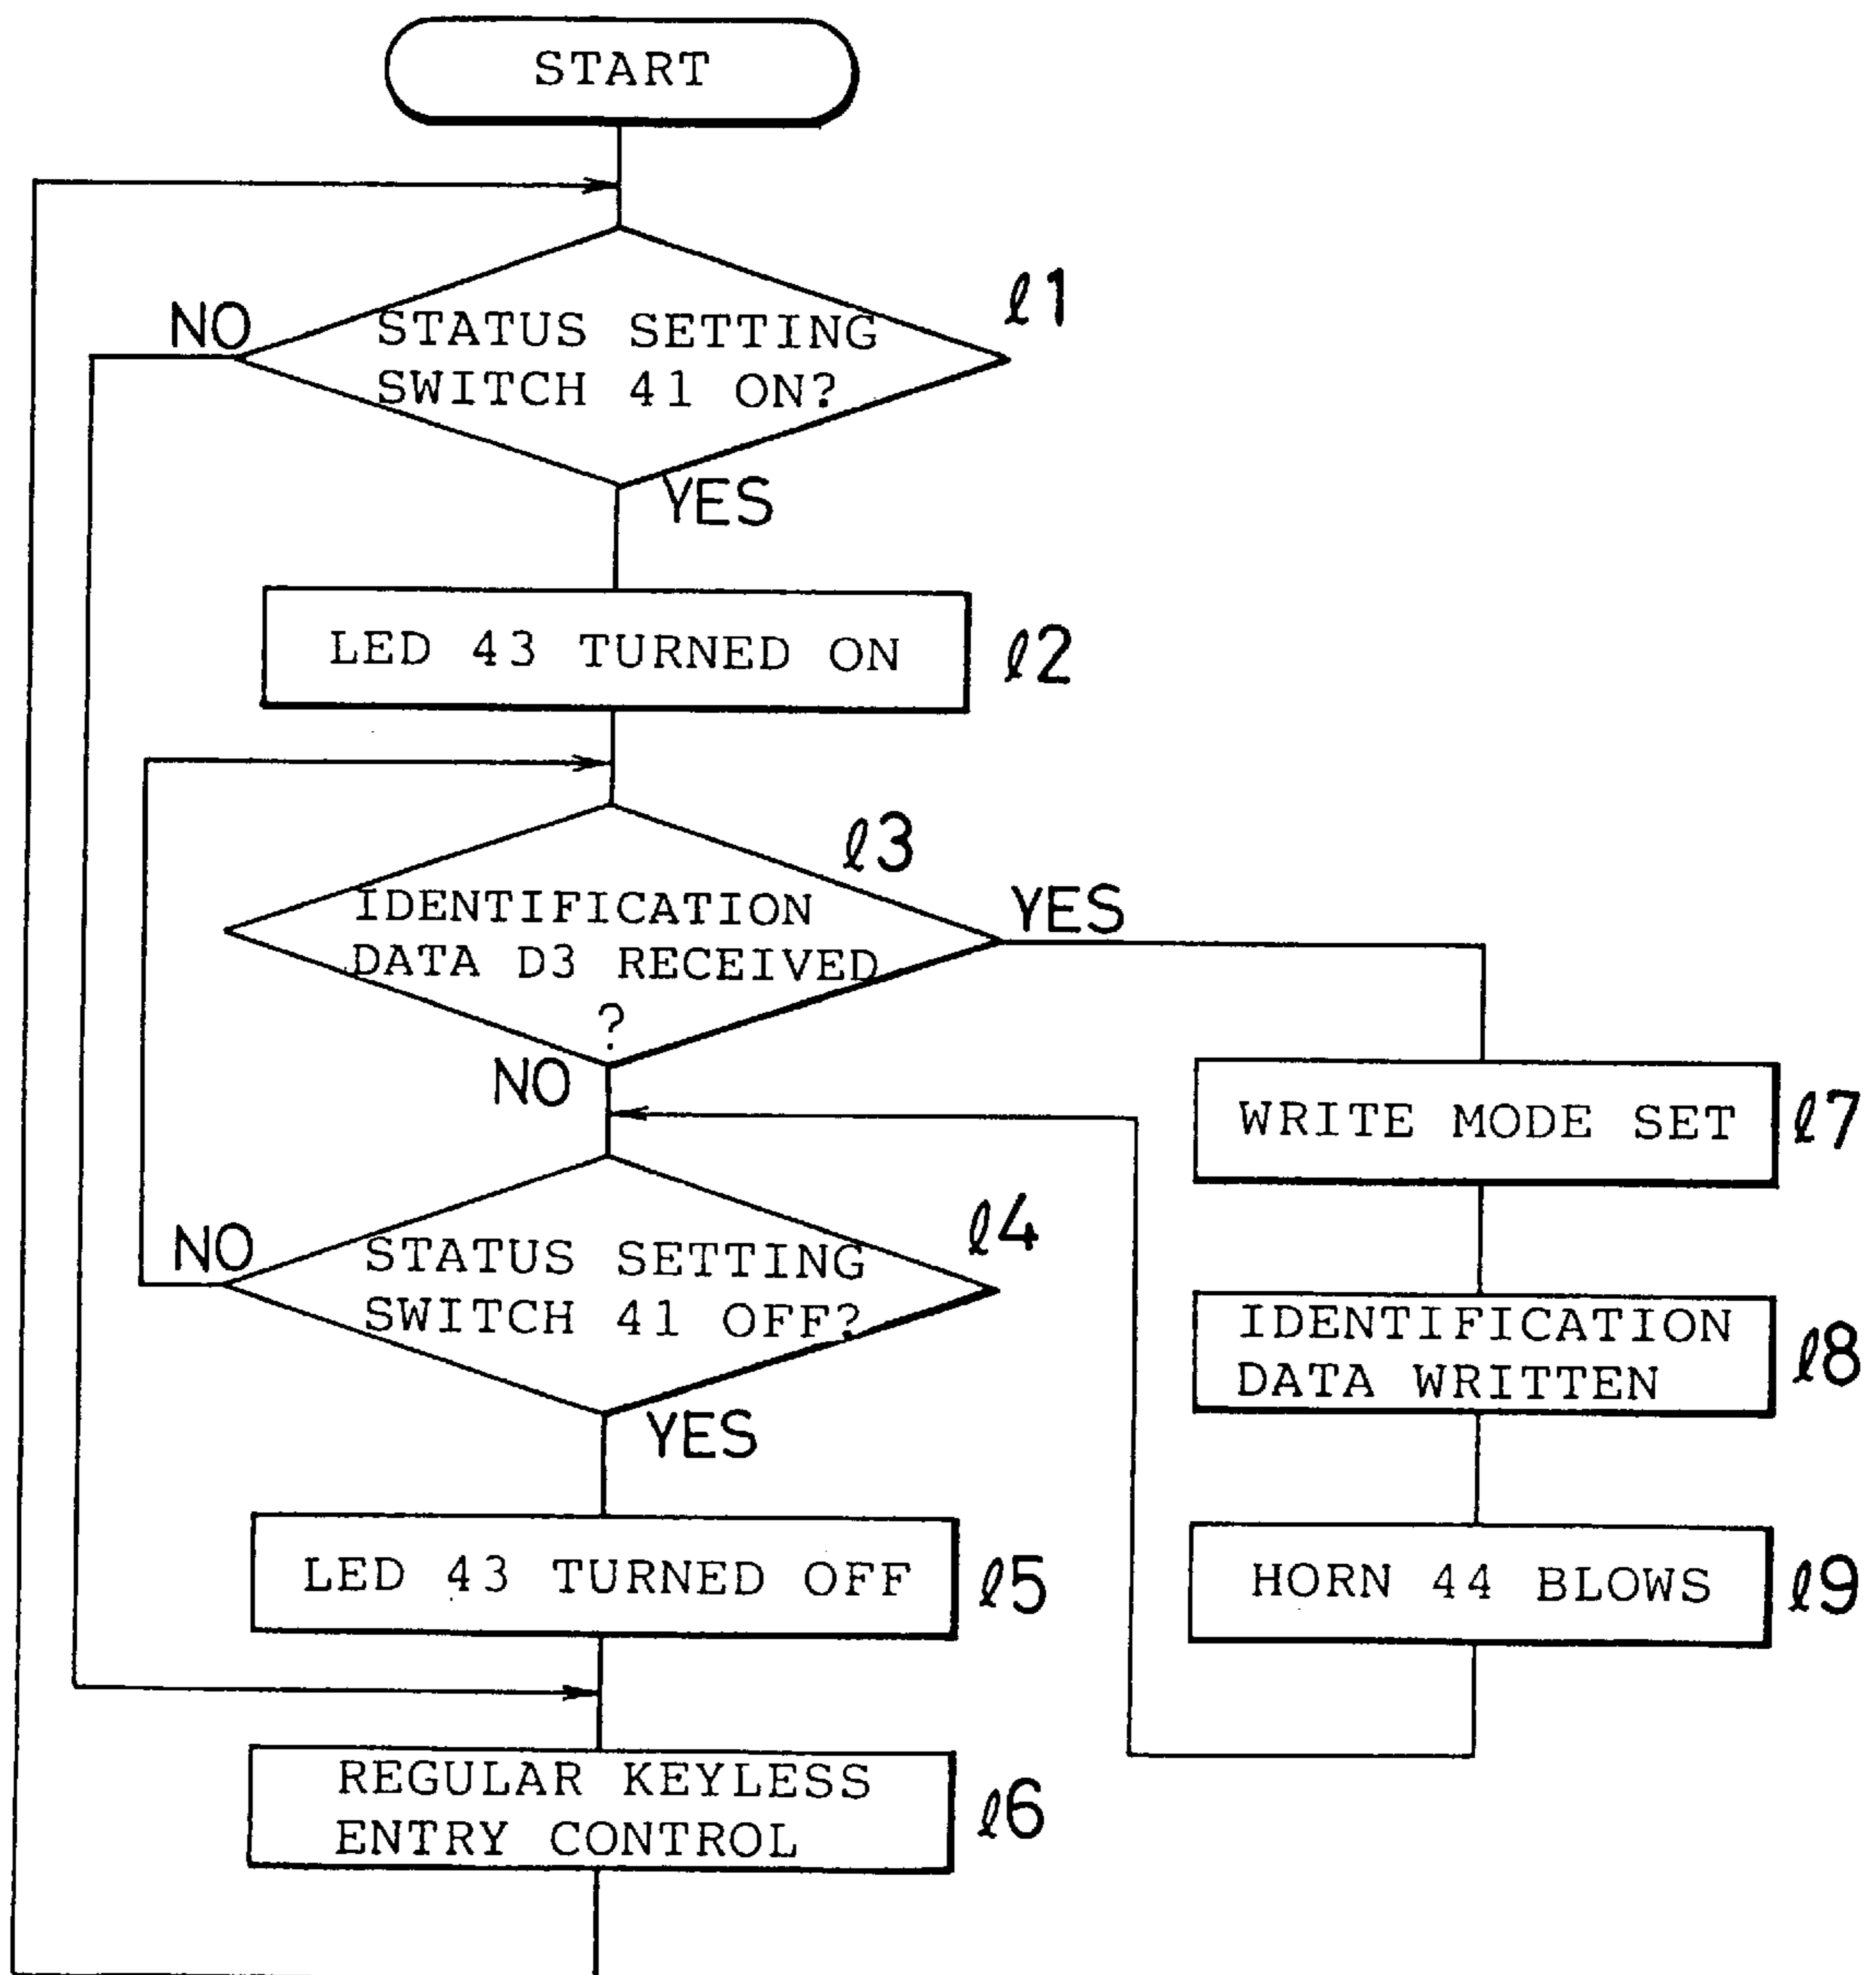 START
NO
STATUS SETTING
SWITCH 41 ON?
ℓ1
YES
LED 43 TURNED ON
ℓ2
ℓ3
IDENTIFICATION
DATA D3 RECEIVED
?
YES
NO
WRITE MODE SET
ℓ7
NO
STATUS SETTING
SWITCH 41 OFF?
ℓ4
YES
IDENTIFICATION
DATA WRITTEN
ℓ8
LED 43 TURNED OFF
ℓ5
HORN 44 BLOWS
ℓ9
REGULAR KEYLESS
ENTRY CONTROL
ℓ6